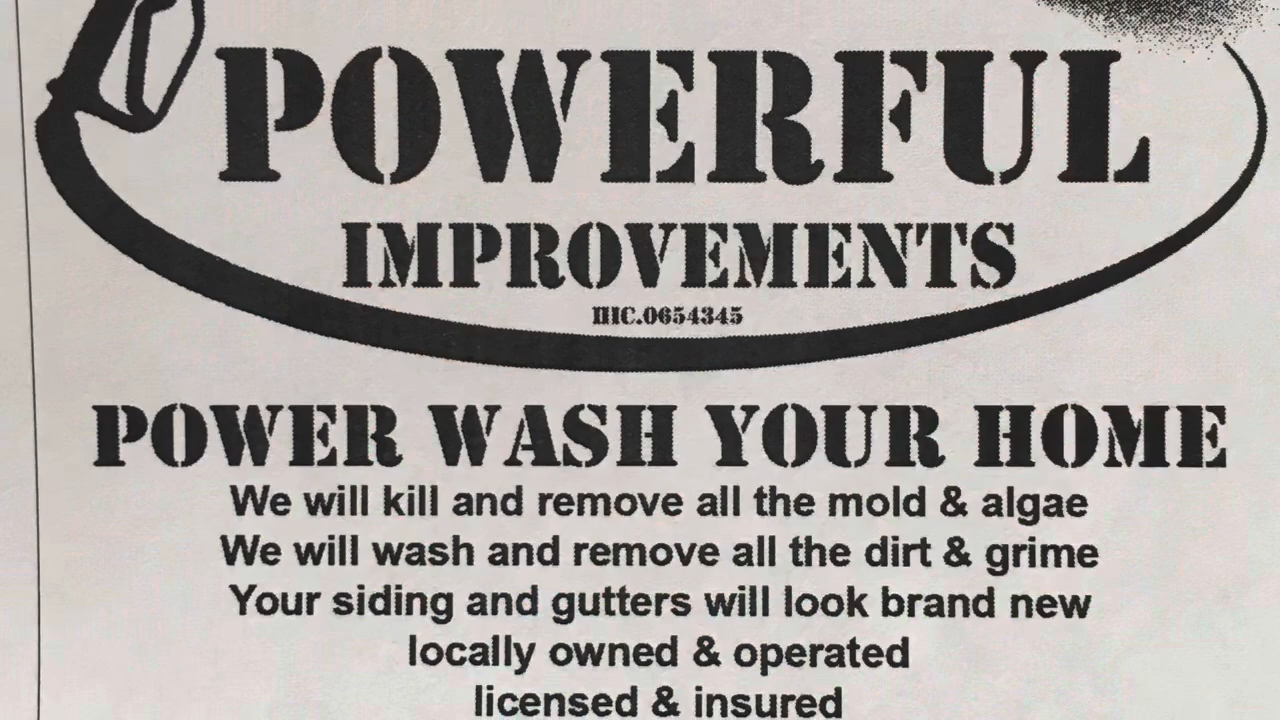 POWERFUL
IMPROVEMENTS
HIC.0654345
POWER WASH YOUR HOME
We will kill and remove all the mold & algae
We will wash and remove all the dirt & grime
Your siding and gutters will look brand new
locally owned & operated
licensed & insured